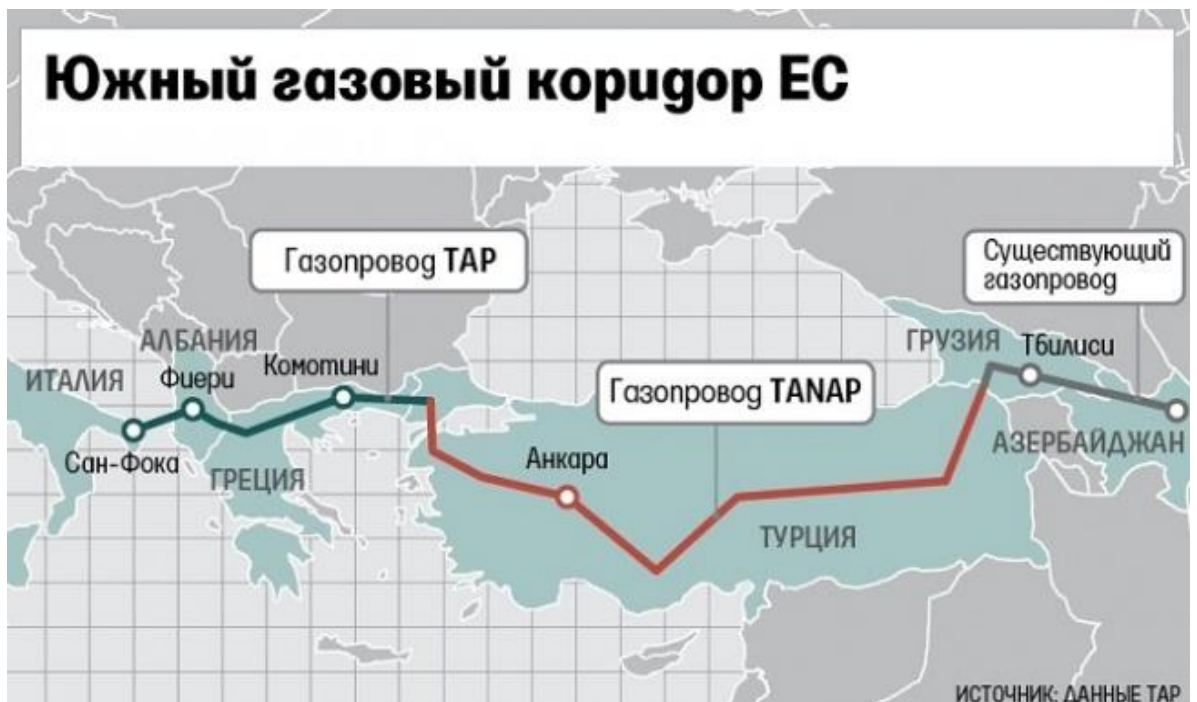 Южный газовый коридор ЕС
Газопровод TAP
Существующий
газопровод
АЛБАНИЯ
ГРУЗИЯ
Тбилиси
ИТАЛИЯ
Фиери
Комотини
Газопровод TANAP
Сан-Фока
ГРЕЦИЯ
Анкара
АЗЕРБАЙДЖАН
ТУРЦИЯ
ИСТОЧНИК: ДАННЫЕ TAP